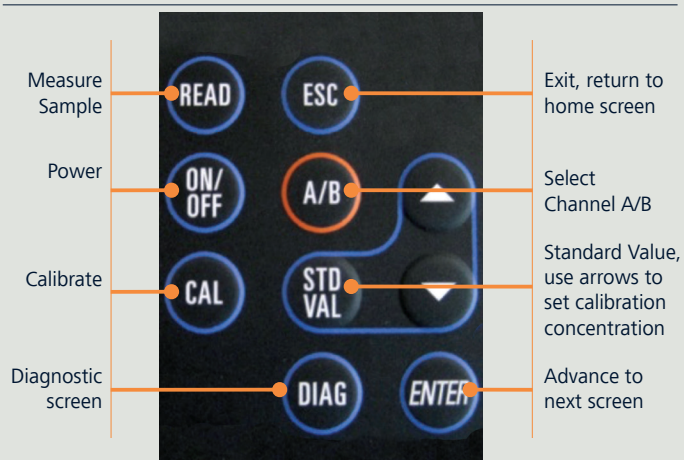 Measure
Sample
READ
ESC
Exit, return to
home screen
Power
ON/
OFF
A/B
Select
Channel A/B
Calibrate
CAL
STD
VAL
Standard Value,
use arrows to
set calibration
concentration
Diagnostic
screen
DIAG
ENTER
Advance to
next screen